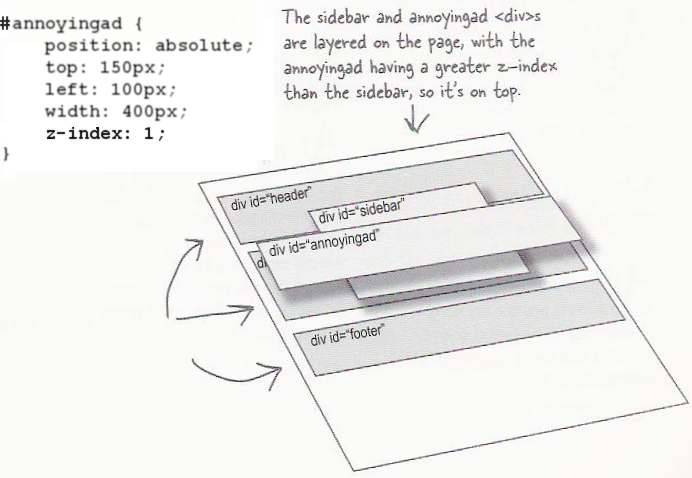 #annoyingad {
position: absolute;
top: 150px;
left: 100px;
width: 400px;
z-index: 1;
}
The sidebar and annoyingad <div>s
are layered on the page, with the
annoyingad having a greater z-index
than the sidebar, so it's on top.
div id="header"
div id="sidebar"
div id="annoyingad"
di
div id="footer"